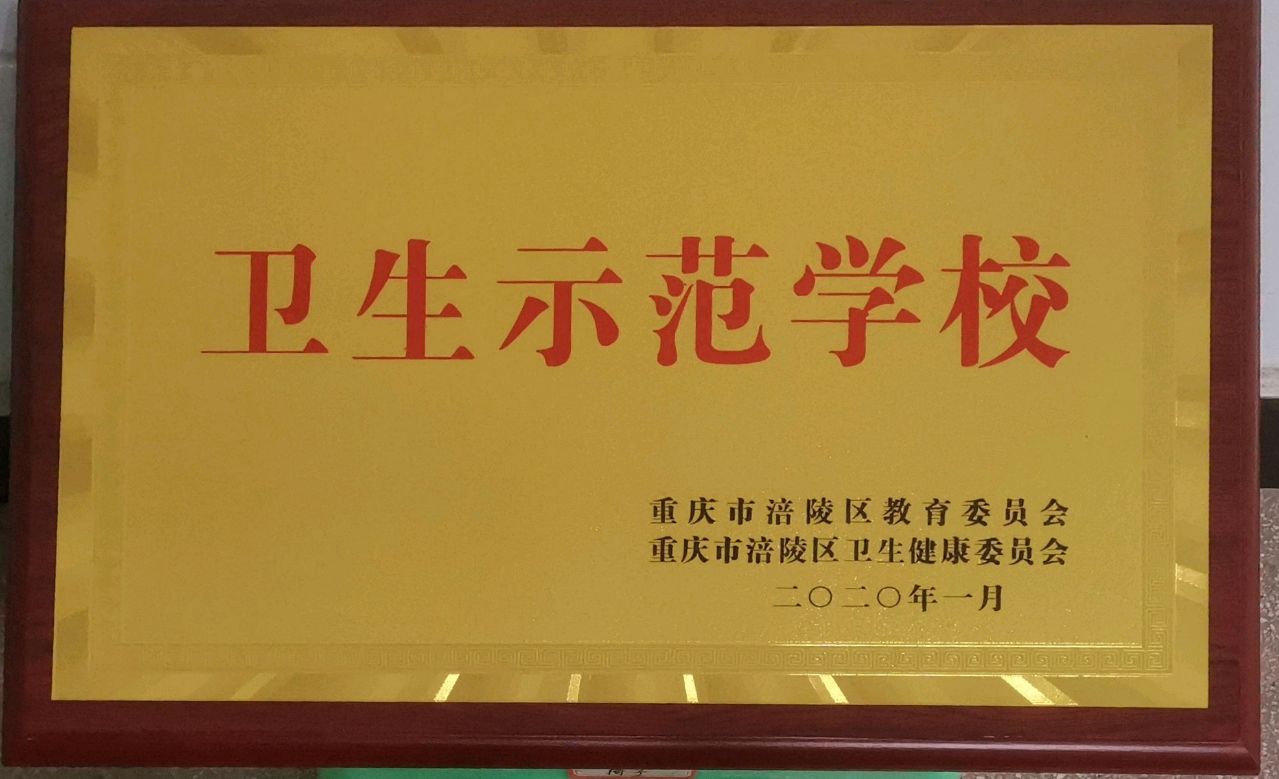 卫生示范学校
重庆市涪陵区教育委员会
重庆市涪陵区卫生健康委员会
二〇二〇年一月